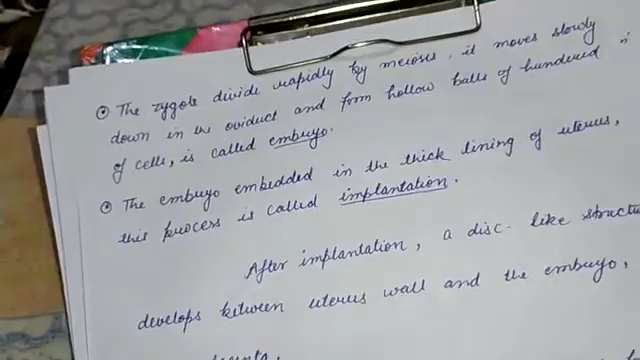 The zygote divide rapidly by meiosis. it moves slowly
down in the oviduct and form hollow balls of hundred
of cells, is called embryo.
The embryo embedded in the thick lining of uterus,
this process is called implantation.
After implantation, a disc-like structu
develops between uterus wall and the embryo,